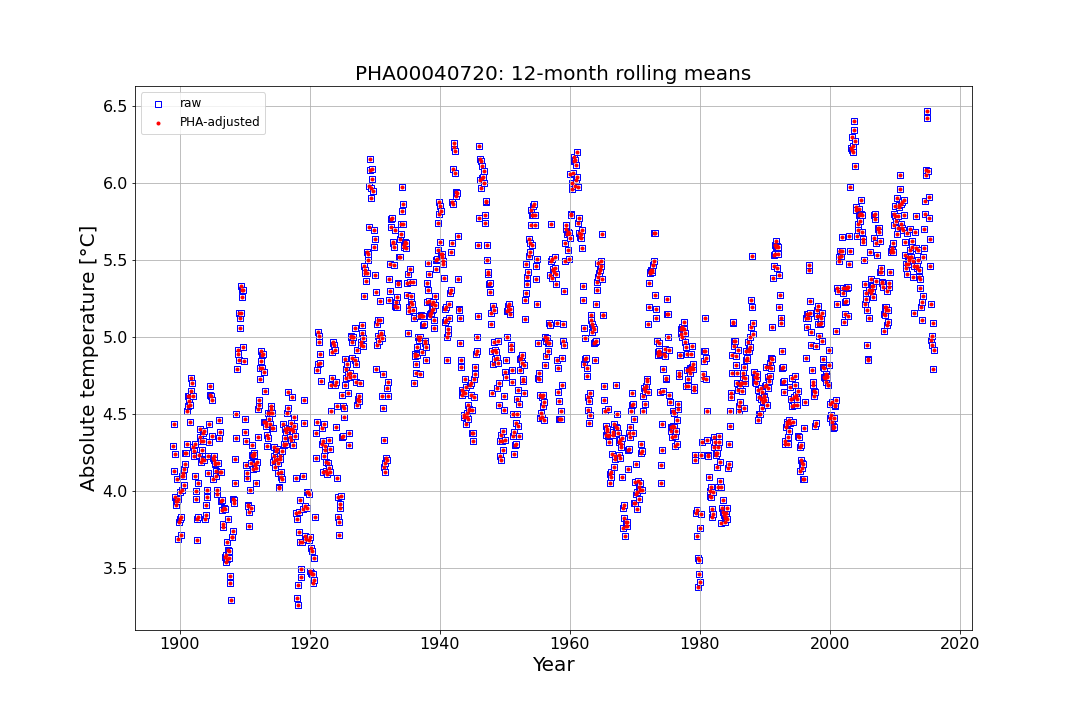 PHA00040720: 12-month rolling means
raw
PHA-adjusted
6.5
6.0
5.5
5.0
4.5
4.0
3.5
Absolute temperature [°C]
1900 1920 1940 1960 1980 2000 2020
Year